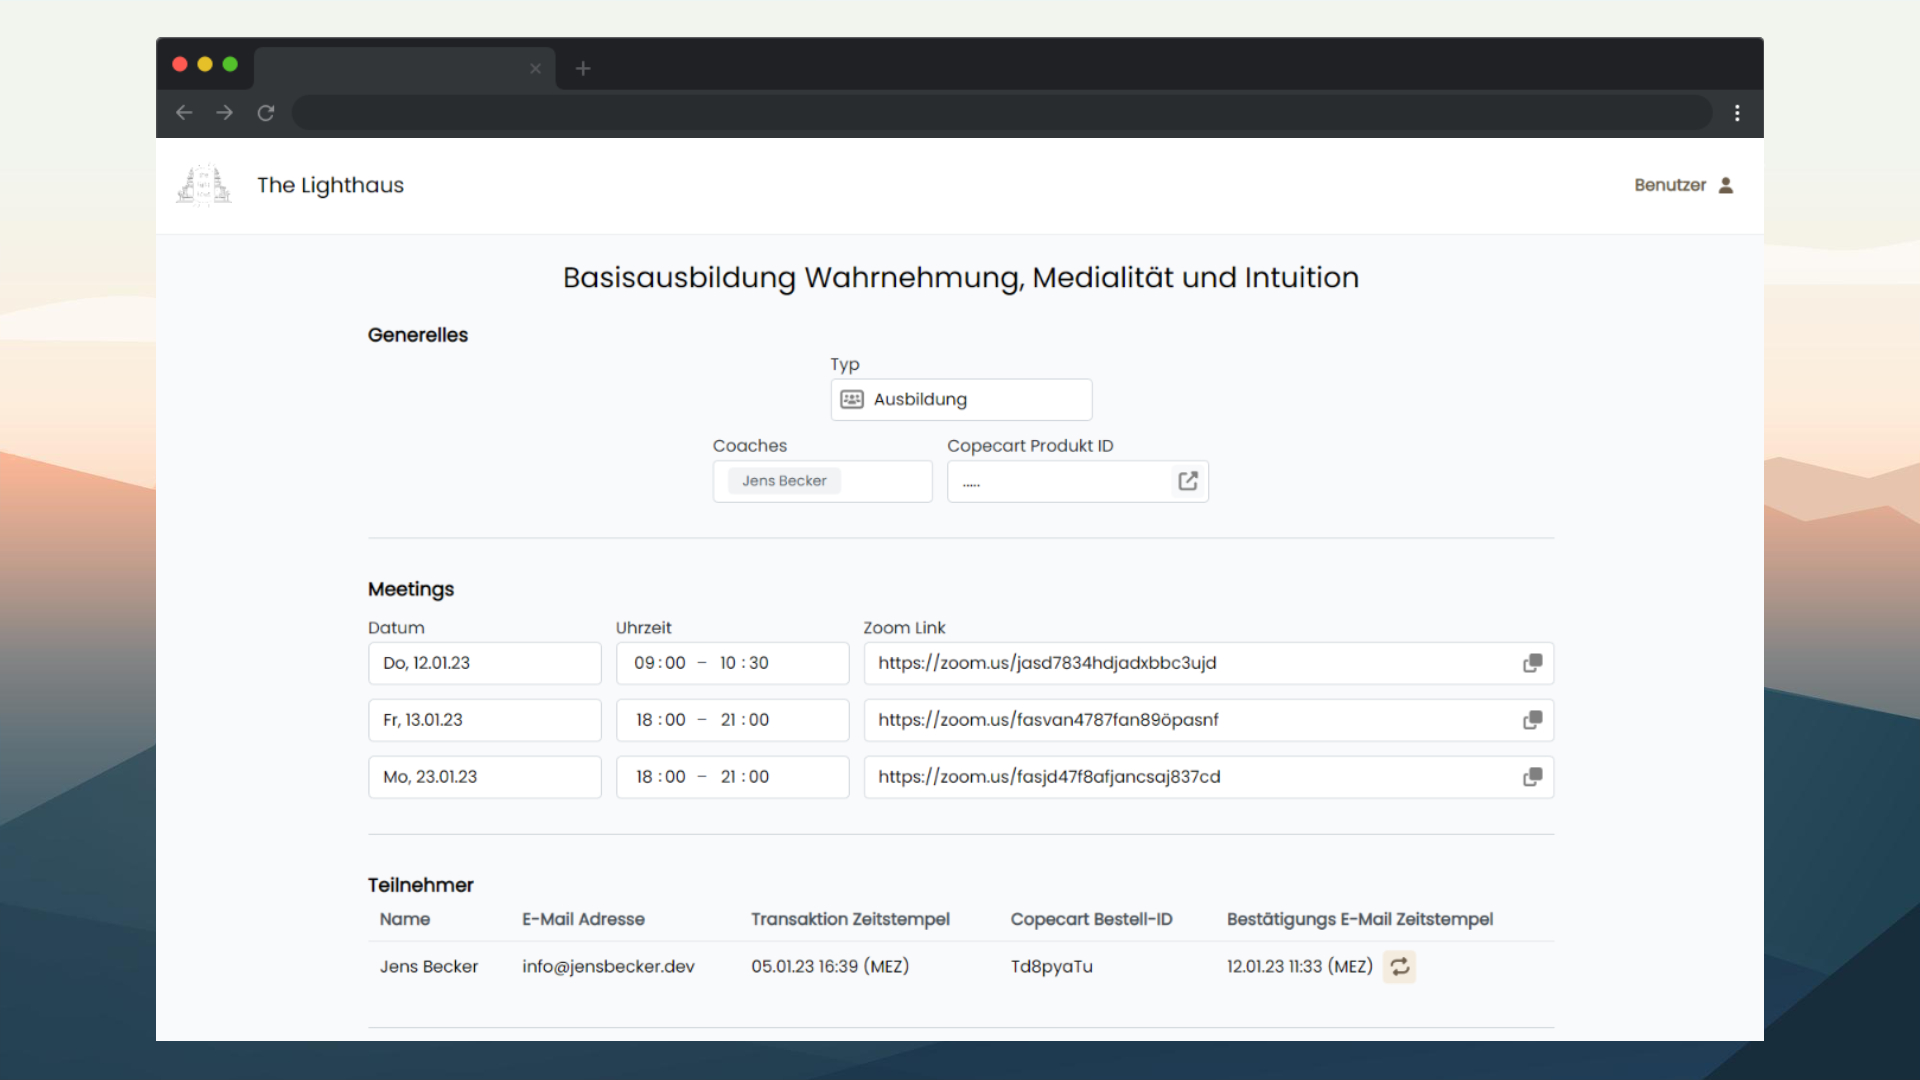 The Lighthaus
Benutzer
Basisausbildung Wahrnehmung, Medialität und Intuition
Generelles
Typ
Ausbildung
Coaches Copecart Produkt ID
Jens Becker .....
Meetings
Datum Uhrzeit Zoom Link
Do, 12.01.23 09:00 – 10:30 https://zoom.us/jasd7834hdjadxbbc3ujd
Fr, 13.01.23 18:00 – 21:00 https://zoom.us/fasvan4787fan89öpasnf
Mo, 23.01.23 18:00 – 21:00 https://zoom.us/fasjd47f8afjancsaj837cd
Teilnehmer
Name E-Mail Adresse Transaktion Zeitstempel Copecart Bestell-ID Bestätigungs E-Mail Zeitstempel
Jens Becker info@jensbecker.dev 05.01.23 16:39 (MEZ) Td8pyaTu 12.01.23 11:33 (MEZ)